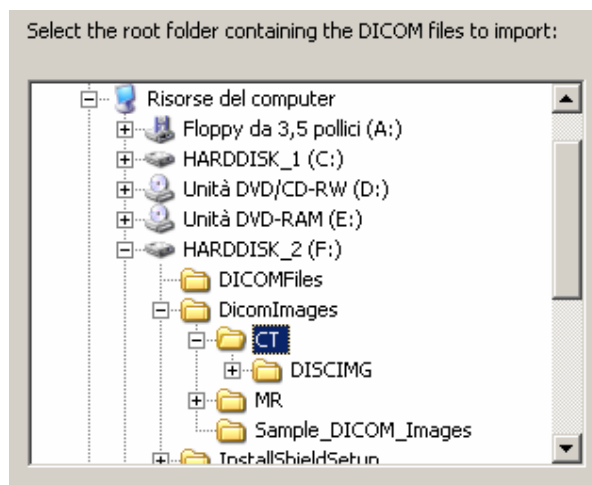 Select the root folder containing the DICOM files to import:
Risorse del computer
Floppy da 3,5 pollici (A:)
HARDDISK_1 (C:)
Unità DVD/CD-RW (D:)
Unità DVD-RAM (E:)
HARDDISK_2 (F:)
DICOMFiles
DicomImages
CT
DISCIMG
MR
Sample_DICOM_Images
InstallShieldSetup